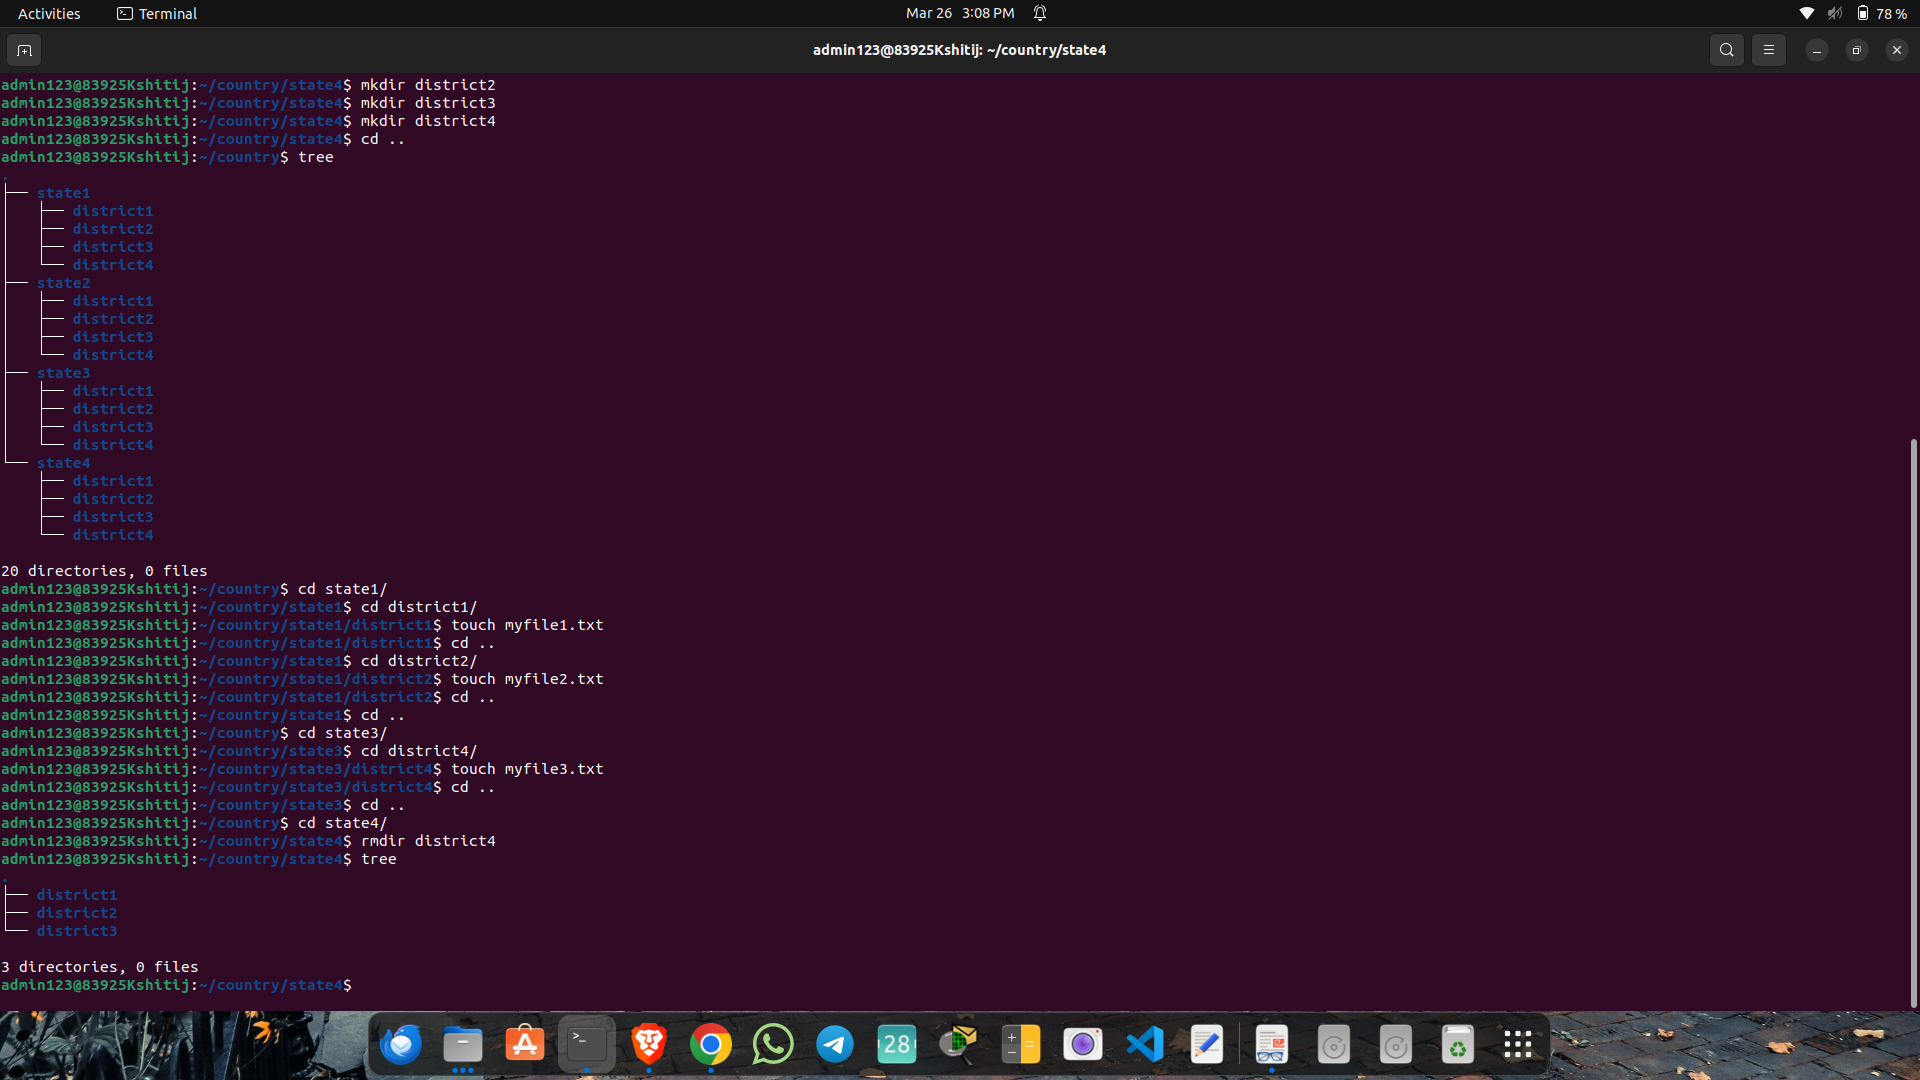 Activities Terminal Mar 26 3:08 PM 78 %
admin123@83925Kshitij: ~/country/state4
admin123@83925Kshitij:~/country/state4$ mkdir district2
admin123@83925Kshitij:~/country/state4$ mkdir district3
admin123@83925Kshitij:~/country/state4$ mkdir district4
admin123@83925Kshitij:~/country/state4$ cd ..
admin123@83925Kshitij:~/country$ tree
.
├── state1
│   ├── district1
│   ├── district2
│   ├── district3
│   └── district4
├── state2
│   ├── district1
│   ├── district2
│   ├── district3
│   └── district4
├── state3
│   ├── district1
│   ├── district2
│   ├── district3
│   └── district4
└── state4
    ├── district1
    ├── district2
    ├── district3
    └── district4
20 directories, 0 files
admin123@83925Kshitij:~/country$ cd state1/
admin123@83925Kshitij:~/country/state1$ cd district1/
admin123@83925Kshitij:~/country/state1/district1$ touch myfile1.txt
admin123@83925Kshitij:~/country/state1/district1$ cd ..
admin123@83925Kshitij:~/country/state1$ cd district2/
admin123@83925Kshitij:~/country/state1/district2$ touch myfile2.txt
admin123@83925Kshitij:~/country/state1/district2$ cd ..
admin123@83925Kshitij:~/country/state1$ cd ..
admin123@83925Kshitij:~/country$ cd state3/
admin123@83925Kshitij:~/country/state3$ cd district4/
admin123@83925Kshitij:~/country/state3/district4$ touch myfile3.txt
admin123@83925Kshitij:~/country/state3/district4$ cd ..
admin123@83925Kshitij:~/country/state3$ cd ..
admin123@83925Kshitij:~/country$ cd state4/
admin123@83925Kshitij:~/country/state4$ rmdir district4
admin123@83925Kshitij:~/country/state4$ tree
.
├── district1
├── district2
└── district3
3 directories, 0 files
admin123@83925Kshitij:~/country/state4$
28